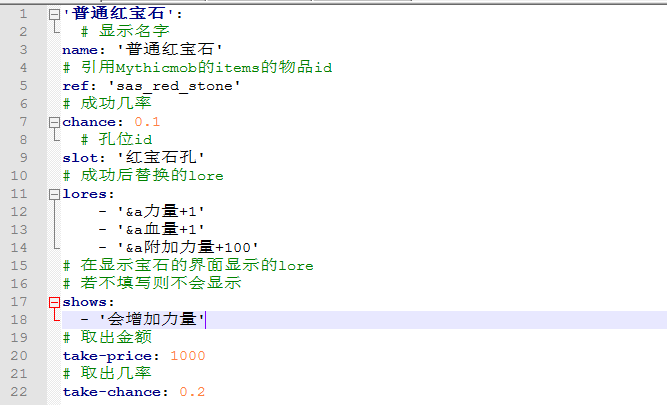 1 '普通红宝石':
2   # 显示名字
3 name: '普通红宝石'
4 # 引用Mythicmob的items的物品id
5 ref: 'sas_red_stone'
6 # 成功几率
7 chance: 0.1
8   # 孔位id
9 slot: '红宝石孔'
10 # 成功后替换的lore
11 lores:
12     - '&a力量+1'
13     - '&a血量+1'
14     - '&a附加力量+100'
15 # 在显示宝石的界面显示的lore
16 # 若不填写则不会显示
17 shows:
18   - '会增加力量'
19 # 取出金额
20 take-price: 1000
21 # 取出几率
22 take-chance: 0.2